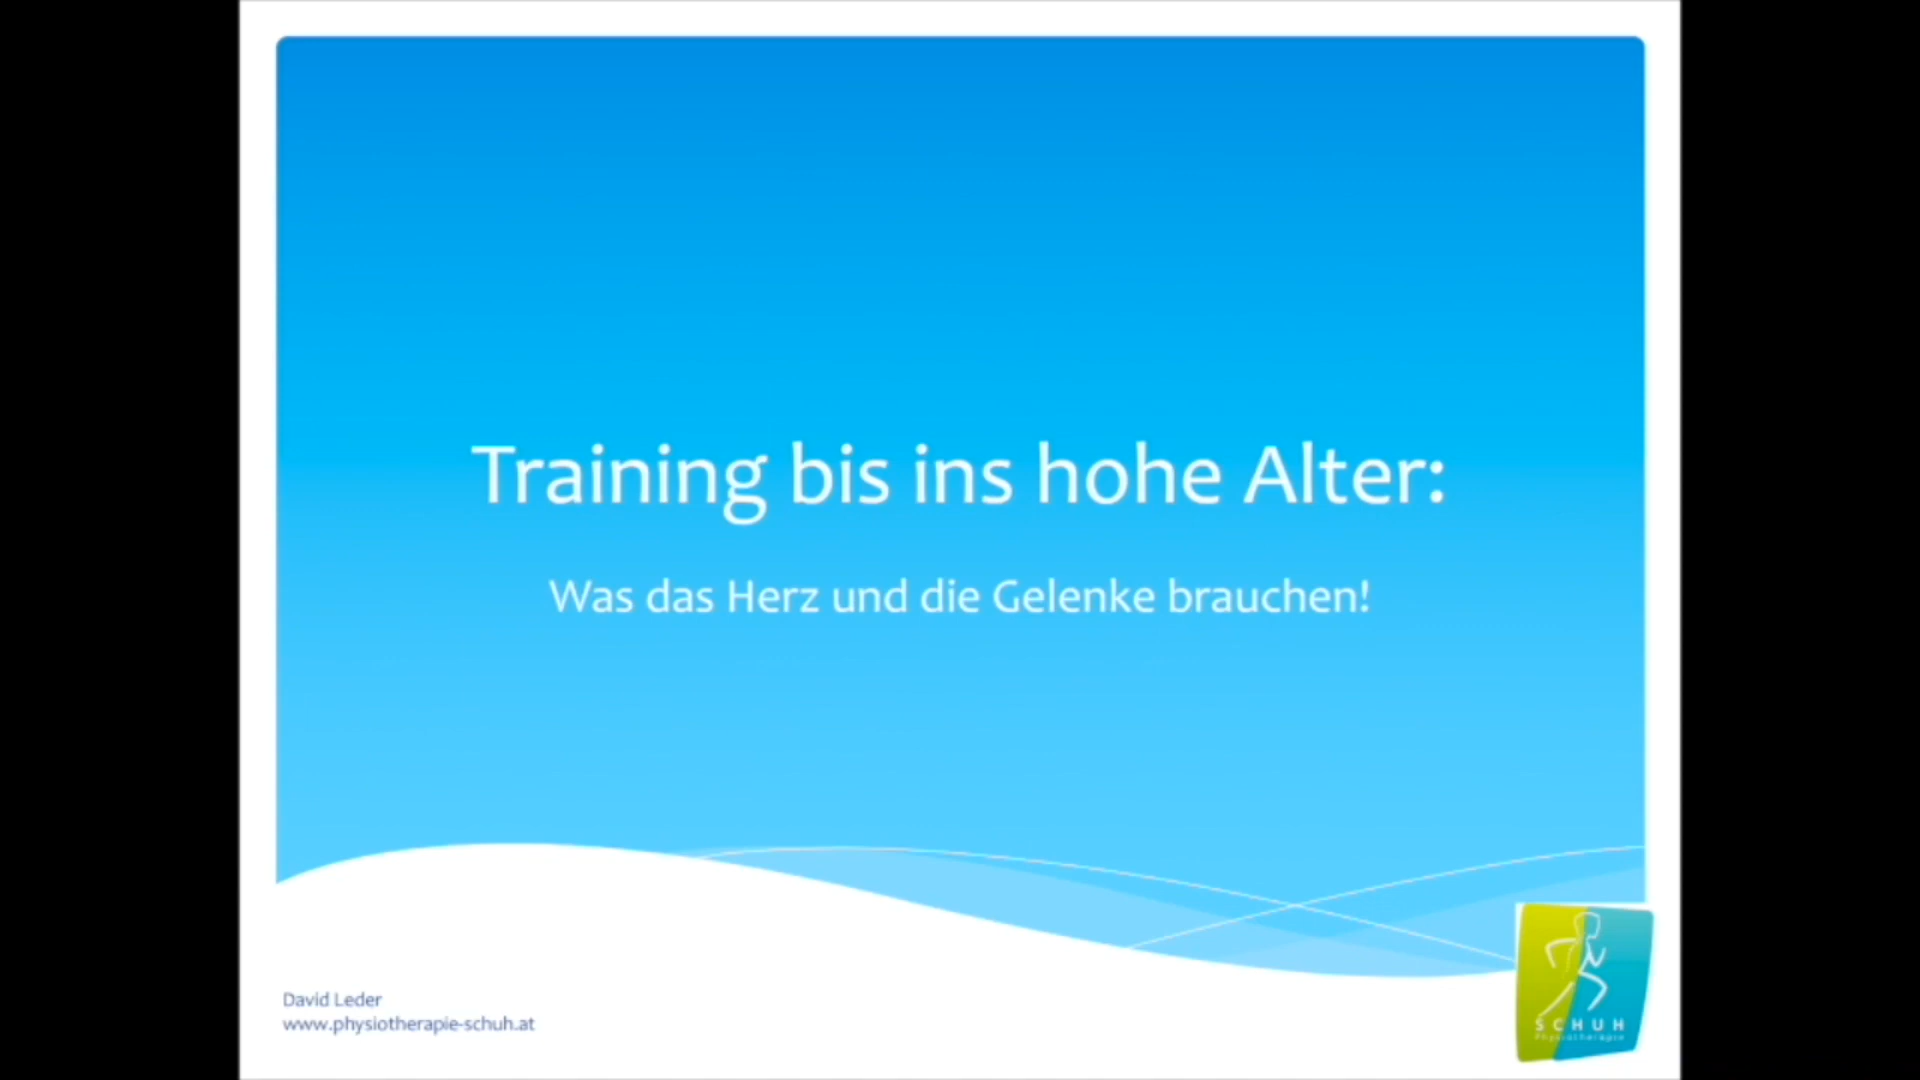 Training bis ins hohe Alter:
Was das Herz und die Gelenke brauchen!
David Leder
www.physiotherapie-schuh.at
SCHUH
Physiotherapie